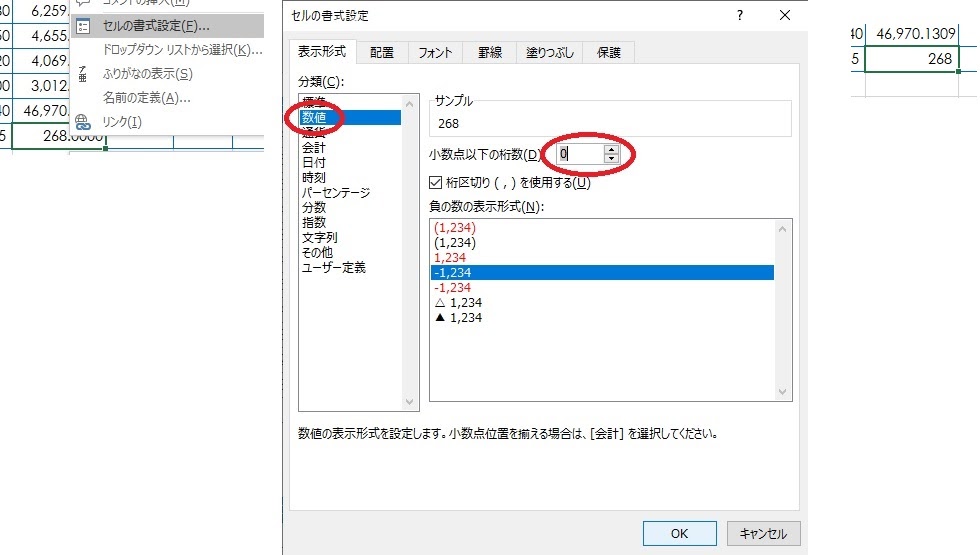 30
6,259.
コメントの挿入(M)
50
4,655.
セルの書式設定(F)...
20
4,069.
ドロップダウン リストから選択(K)...
00
3,012.
ふりがなの表示(S)
名前の定義(A)...
40
46,970.
リンク(I)
5
268.0000
セルの書式設定
?
表示形式
配置
フォント
罫線
塗りつぶし
保護
分類(C):
標準
数値
通貨
会計
日付
時刻
パーセンテージ
分数
指数
文字列
その他
ユーザー定義
サンプル
268
小数点以下の桁数(D)
0
桁区切り ( , ) を使用する(U)
負の数の表示形式(N):
(1,234)
(1,234)
1,234
-1,234
-1,234
△ 1,234
▲ 1,234
数値の表示形式を設定します。小数点位置を揃える場合は、[会計] を選択してください。
OK
キャンセル
40
46,970.1309
5
268